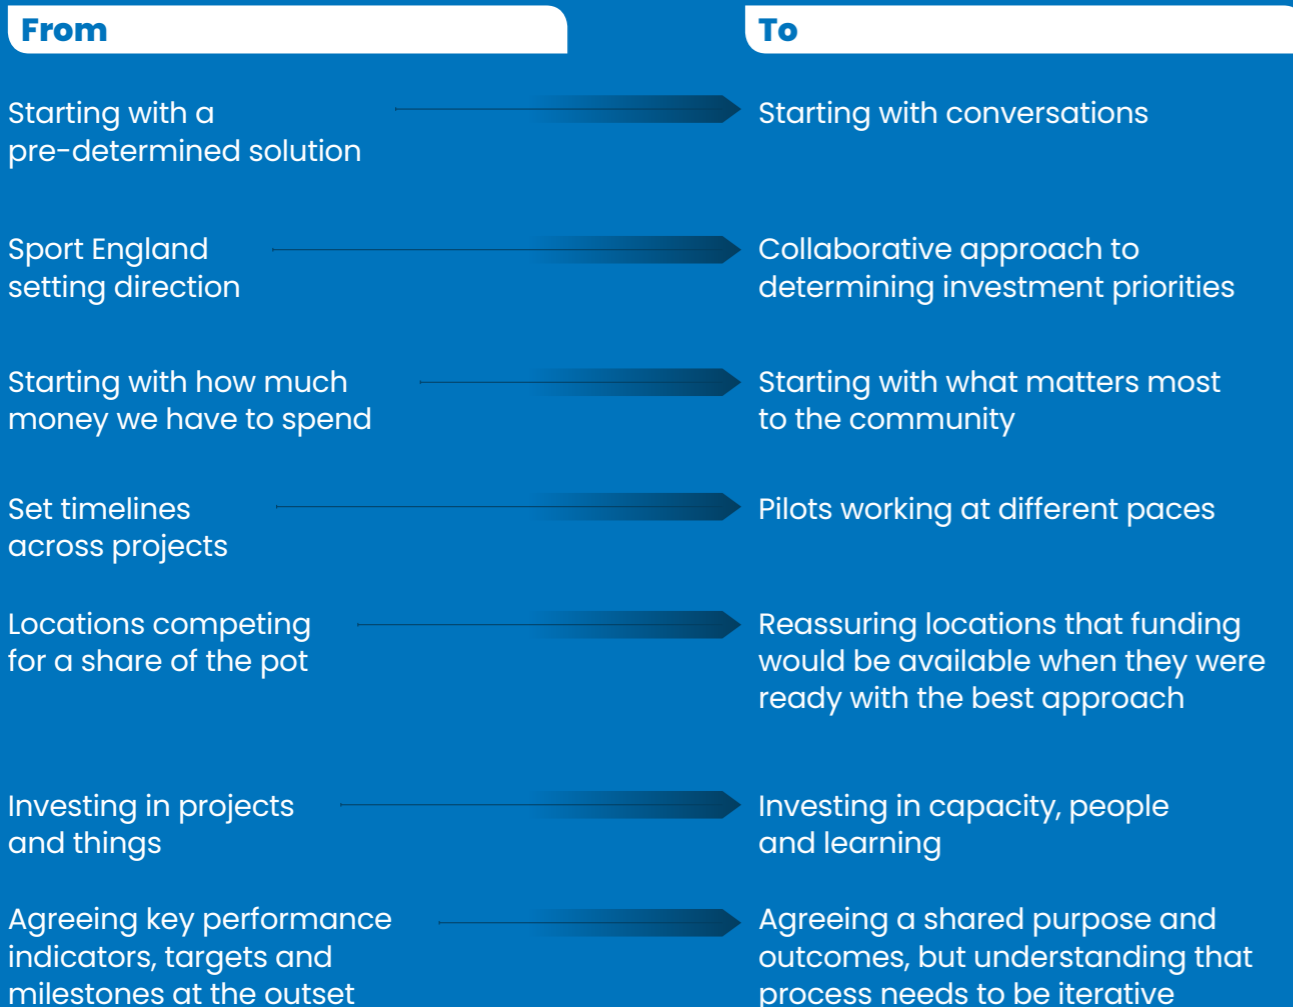 From
To
Starting with a
pre-determined solution
Starting with conversations
Sport England
setting direction
Collaborative approach to
determining investment priorities
Starting with how much
money we have to spend
Starting with what matters most
to the community
Set timelines
across projects
Pilots working at different paces
Locations competing
for a share of the pot
Reassuring locations that funding
would be available when they were
ready with the best approach
Investing in projects
and things
Investing in capacity, people
and learning
Agreeing key performance
indicators, targets and
milestones at the outset
Agreeing a shared purpose and
outcomes, but understanding that
process needs to be iterative